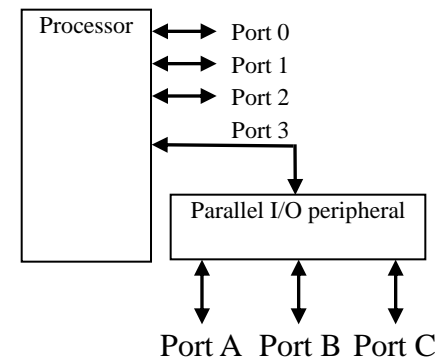 Processor
Port 0
Port 1
Port 2
Port 3
Parallel I/O peripheral
Port A Port B Port C